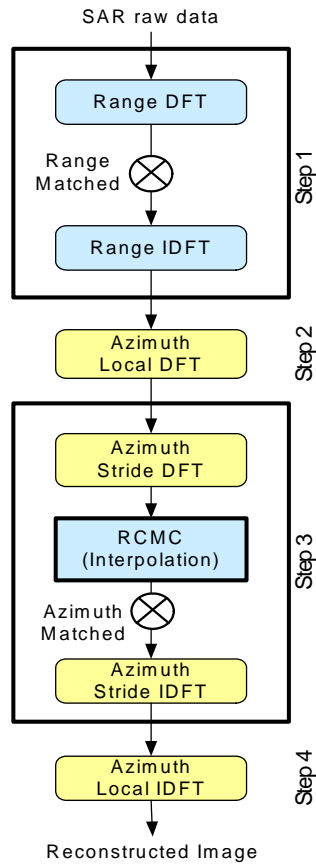 SAR raw data
Range DFT
Range
Matched
Range IDFT
Step 1
Azimuth
Local DFT
Step 2
Azimuth
Stride DFT
RCMC
(Interpolation)
Azimuth
Matched
Azimuth
Stride IDFT
Step 3
Azimuth
Local IDFT
Step 4
Reconstructed Image